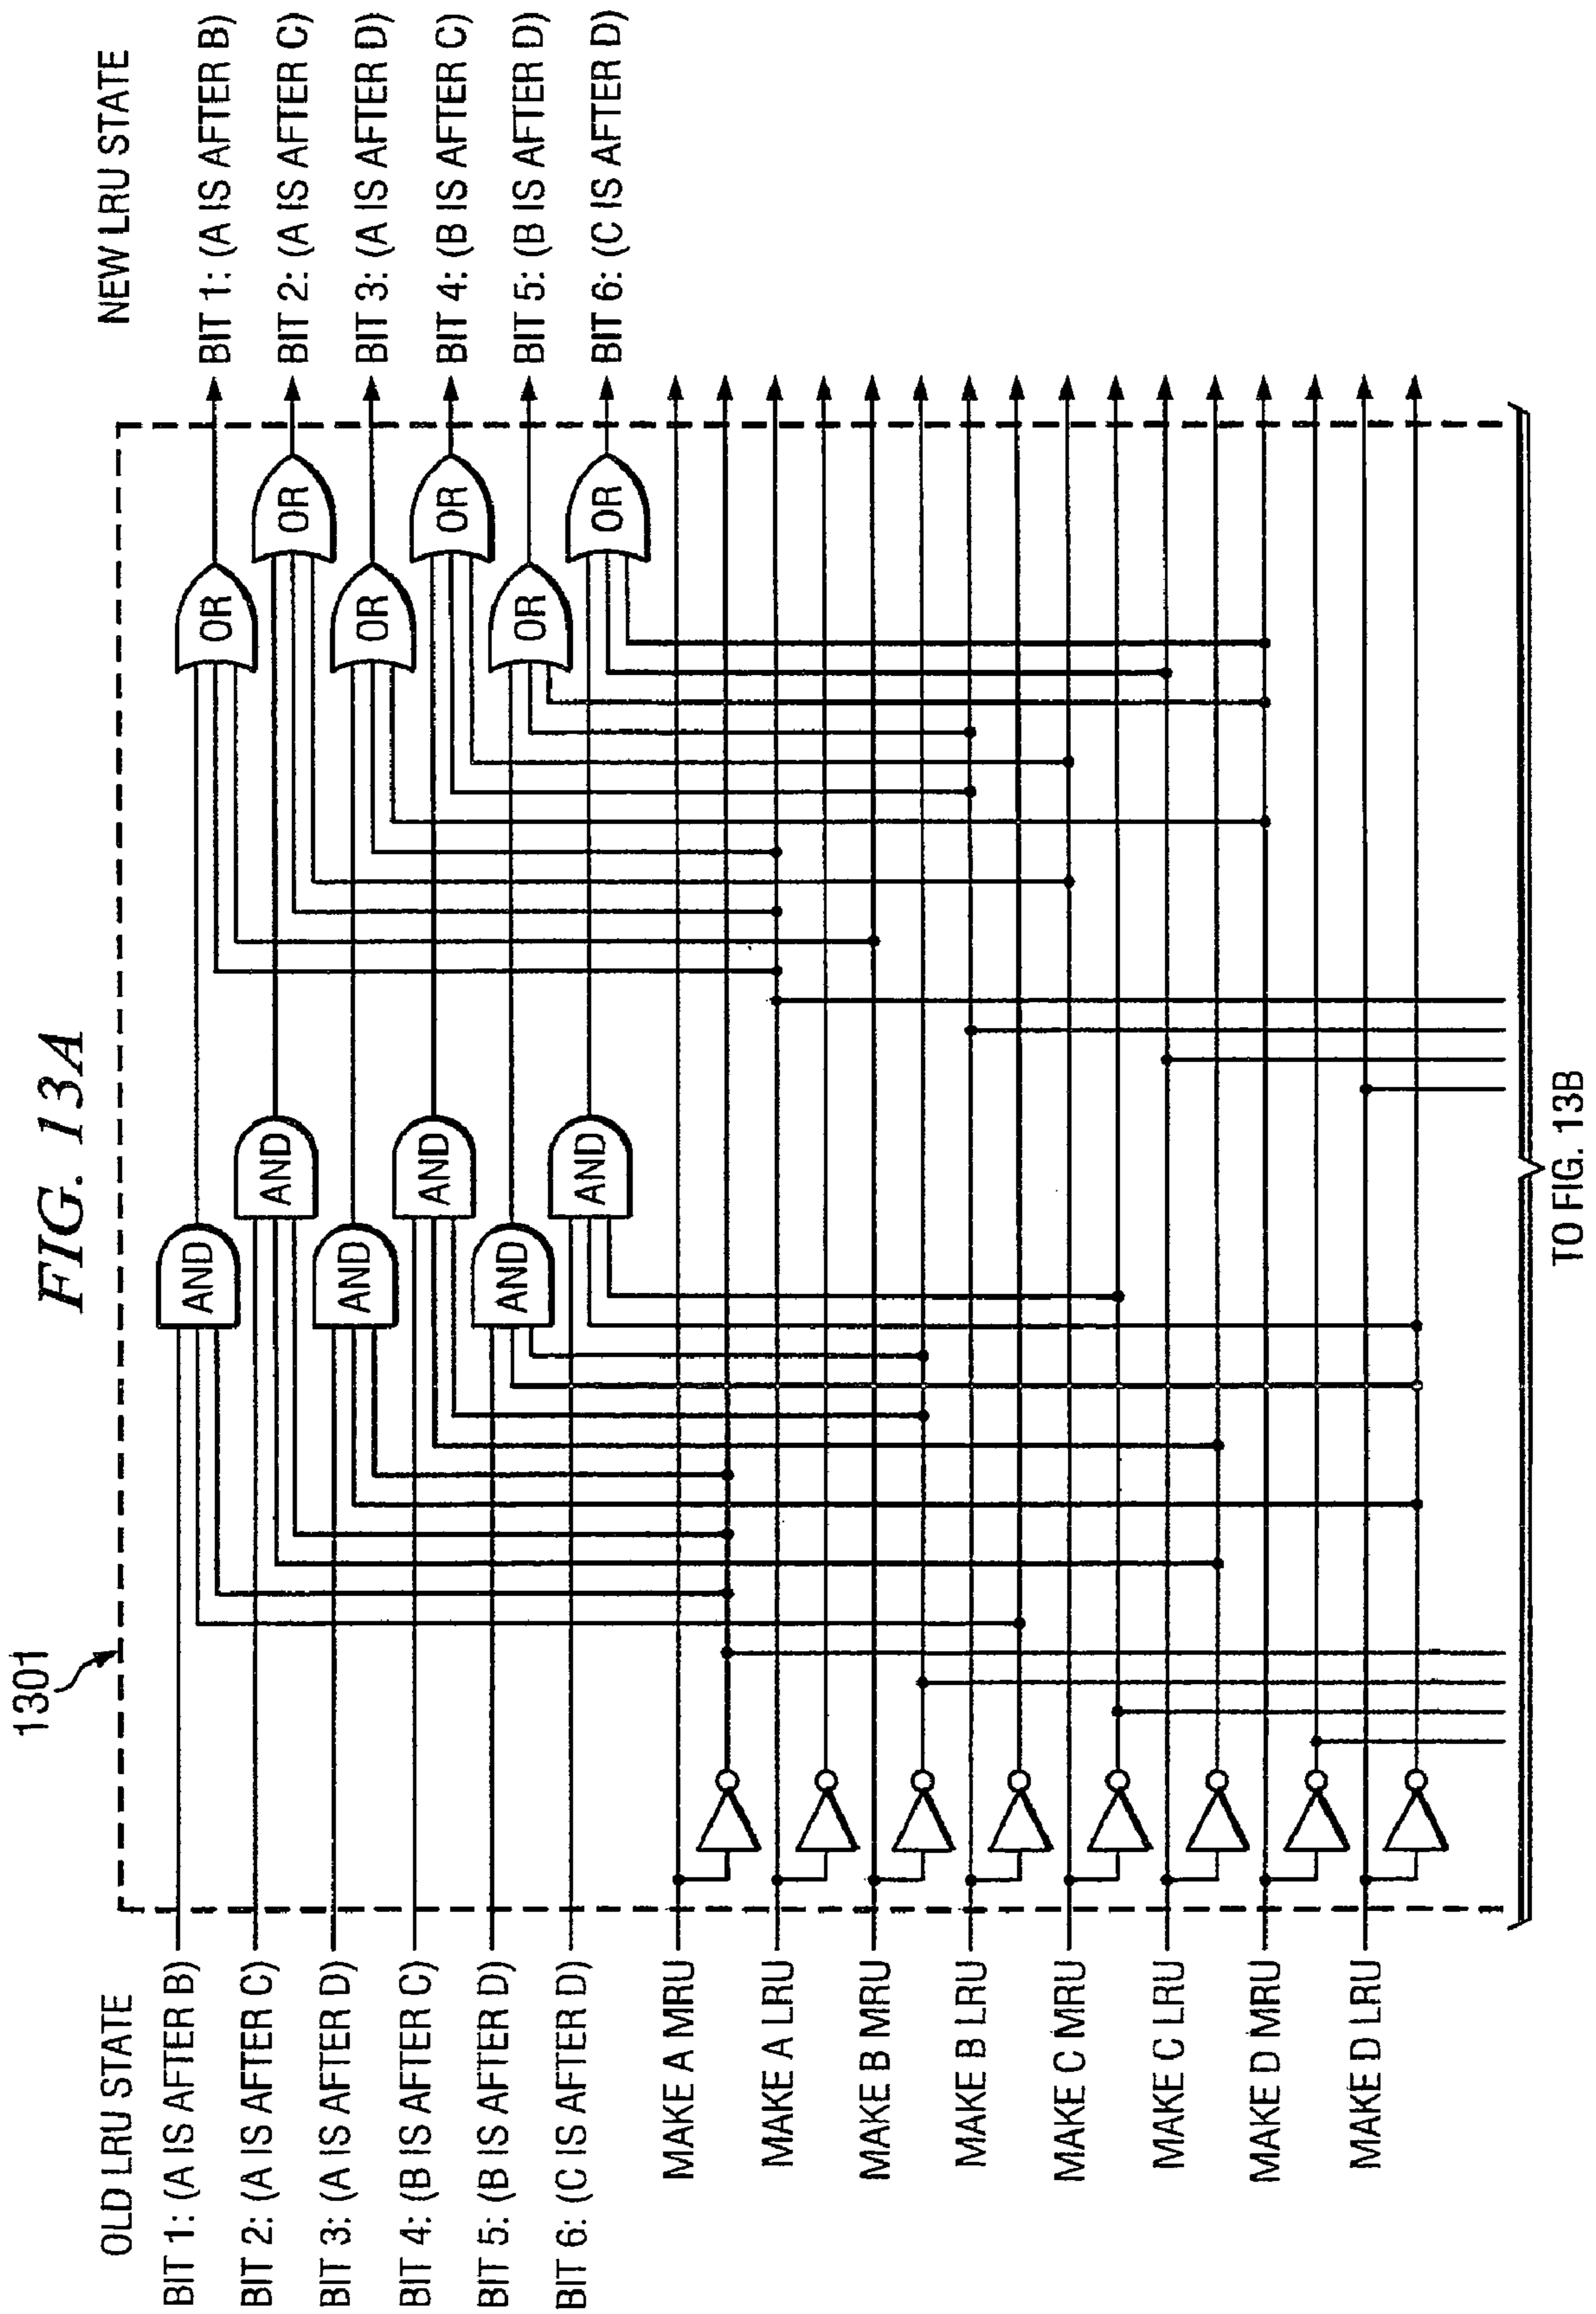 FIG. 13A
1301
OLD LRU STATE
BIT 1: (A IS AFTER B)
BIT 2: (A IS AFTER C)
BIT 3: (A IS AFTER D)
BIT 4: (B IS AFTER C)
BIT 5: (B IS AFTER D)
BIT 6: (C IS AFTER D)
MAKE A MRU
MAKE A LRU
MAKE B MRU
MAKE B LRU
MAKE C MRU
MAKE C LRU
MAKE D MRU
MAKE D LRU
AND
AND
AND
AND
AND
AND
OR
OR
OR
OR
OR
OR
NEW LRU STATE
BIT 1: (A IS AFTER B)
BIT 2: (A IS AFTER C)
BIT 3: (A IS AFTER D)
BIT 4: (B IS AFTER C)
BIT 5: (B IS AFTER D)
BIT 6: (C IS AFTER D)
TO FIG. 13B